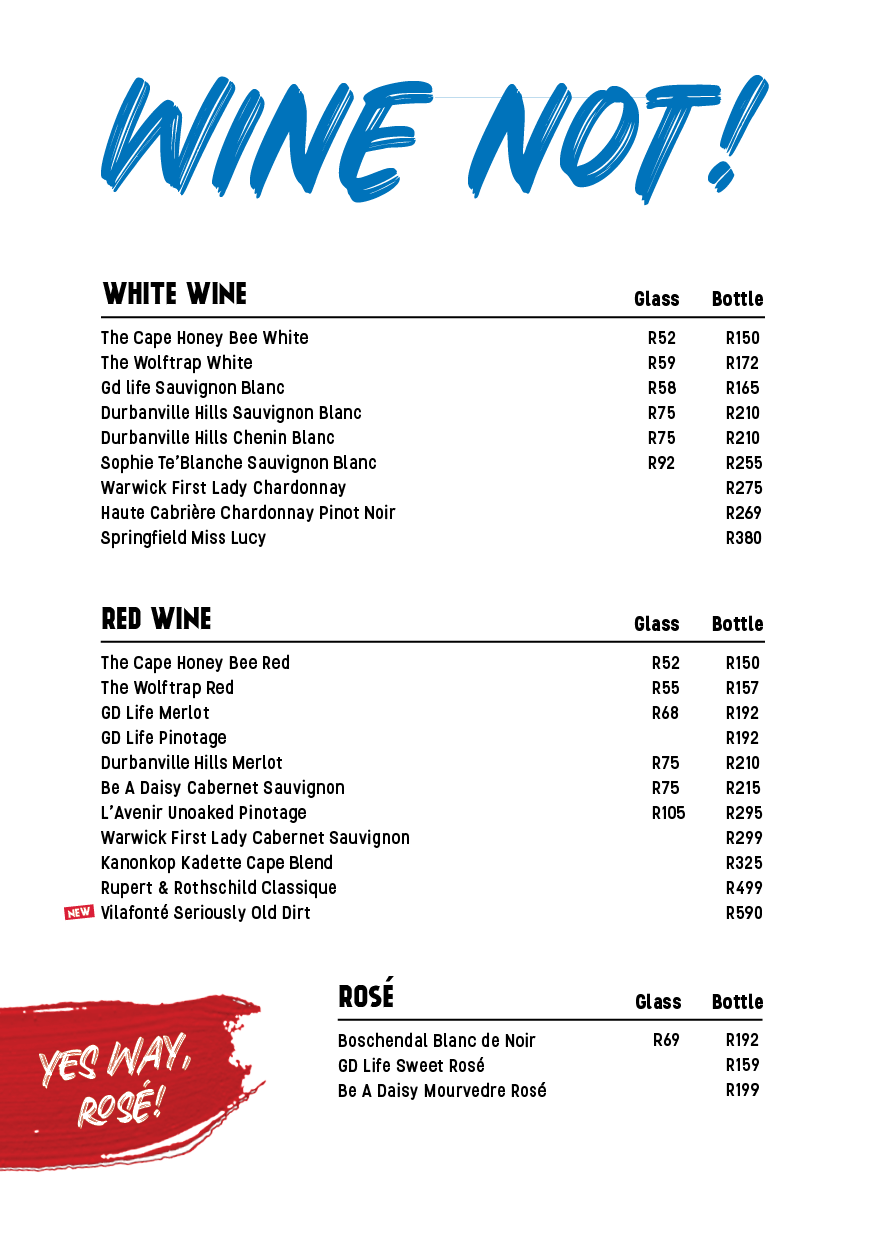 WINE NOT!
WHITE WINE Glass Bottle
The Cape Honey Bee White R52 R150
The Wolftrap White R59 R172
Gd life Sauvignon Blanc R58 R165
Durbanville Hills Sauvignon Blanc R75 R210
Durbanville Hills Chenin Blanc R75 R210
Sophie Te'Blanche Sauvignon Blanc R92 R255
Warwick First Lady Chardonnay R275
Haute Cabrière Chardonnay Pinot Noir R269
Springfield Miss Lucy R380
RED WINE Glass Bottle
The Cape Honey Bee Red R52 R150
The Wolftrap Red R55 R157
GD Life Merlot R68 R192
GD Life Pinotage R192
Durbanville Hills Merlot R75 R210
Be A Daisy Cabernet Sauvignon R75 R215
L'Avenir Unoaked Pinotage R105 R295
Warwick First Lady Cabernet Sauvignon R299
Kanonkop Kadette Cape Blend R325
Rupert & Rothschild Classique R499
NEW Vilafonté Seriously Old Dirt R590
ROSÉ Glass Bottle
Boschendal Blanc de Noir R69 R192
GD Life Sweet Rosé R159
Be A Daisy Mourvedre Rosé R199
YES WAY,
ROSÉ!